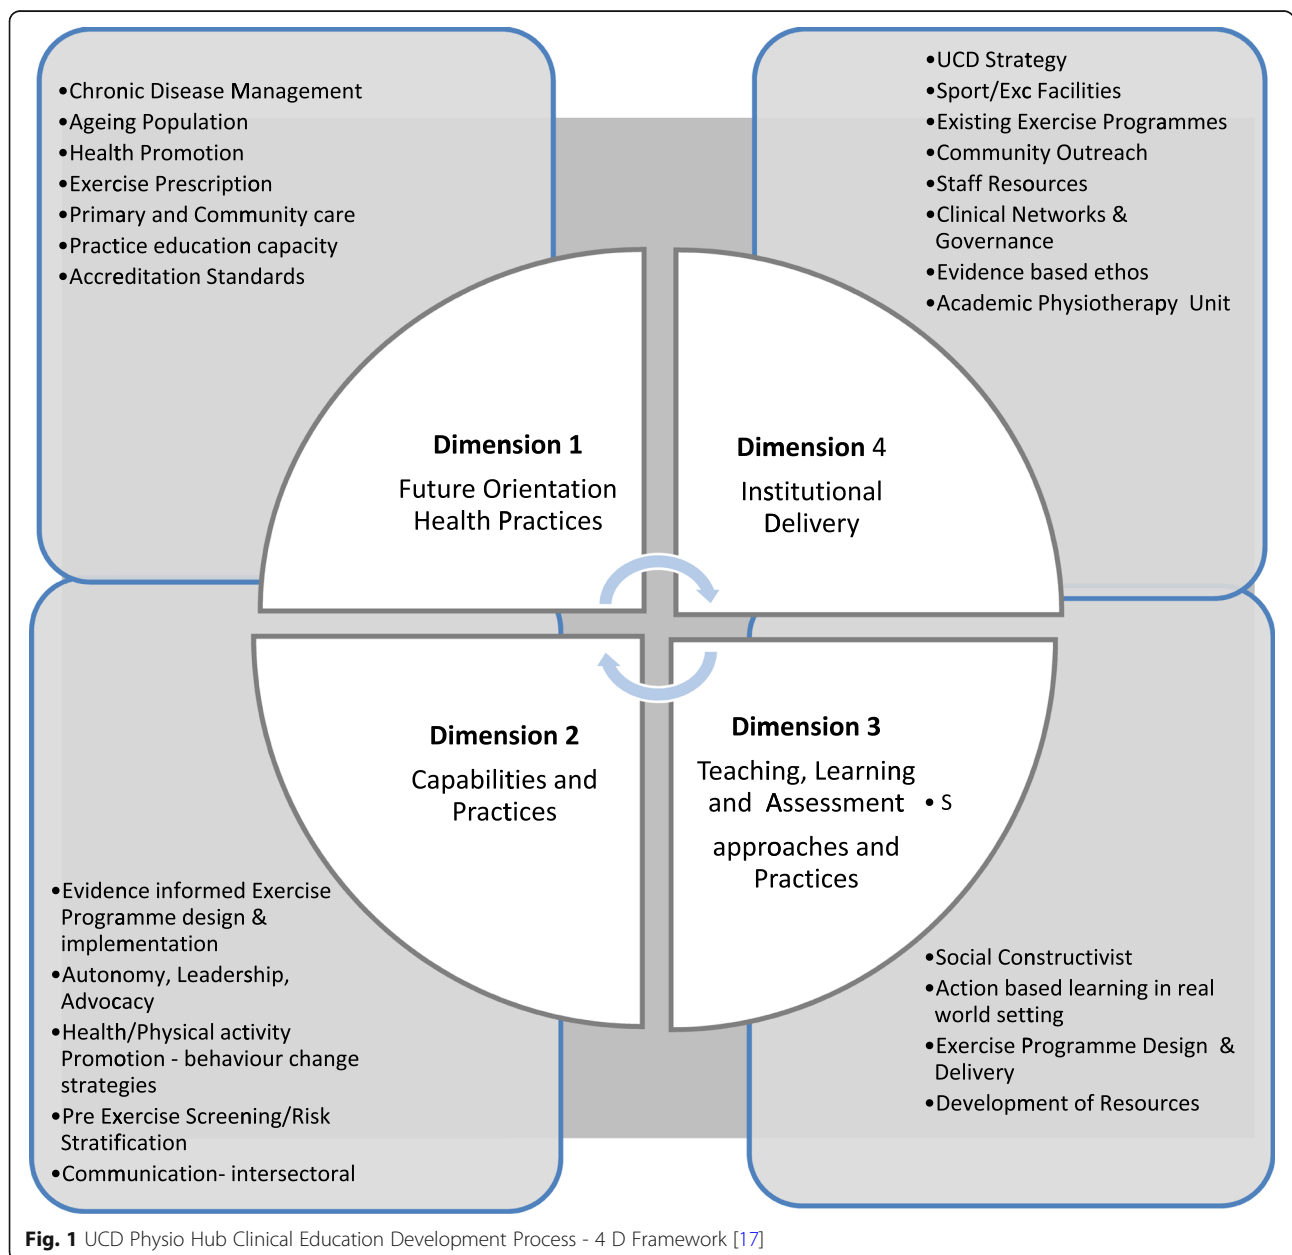 •Chronic Disease Management
•Ageing Population
•Health Promotion
•Exercise Prescription
•Primary and Community care
•Practice education capacity
•Accreditation Standards
•UCD Strategy
•Sport/Exc Facilities
•Existing Exercise Programmes
•Community Outreach
•Staff Resources
•Clinical Networks &
Governance
•Evidence based ethos
•Academic Physiotherapy Unit
Dimension 1
Future Orientation
Health Practices
Dimension 4
Institutional
Delivery
Dimension 2
Capabilities and
Practices
Dimension 3
Teaching, Learning
and Assessment • S
approaches and
Practices
•Evidence informed Exercise
Programme design &
implementation
•Autonomy, Leadership,
Advocacy
•Health/Physical activity
Promotion - behaviour change
strategies
•Pre Exercise Screening/Risk
Stratification
•Communication- intersectoral
•Social Constructivist
•Action based learning in real
world setting
•Exercise Programme Design &
Delivery
•Development of Resources
Fig. 1 UCD Physio Hub Clinical Education Development Process - 4 D Framework [17]